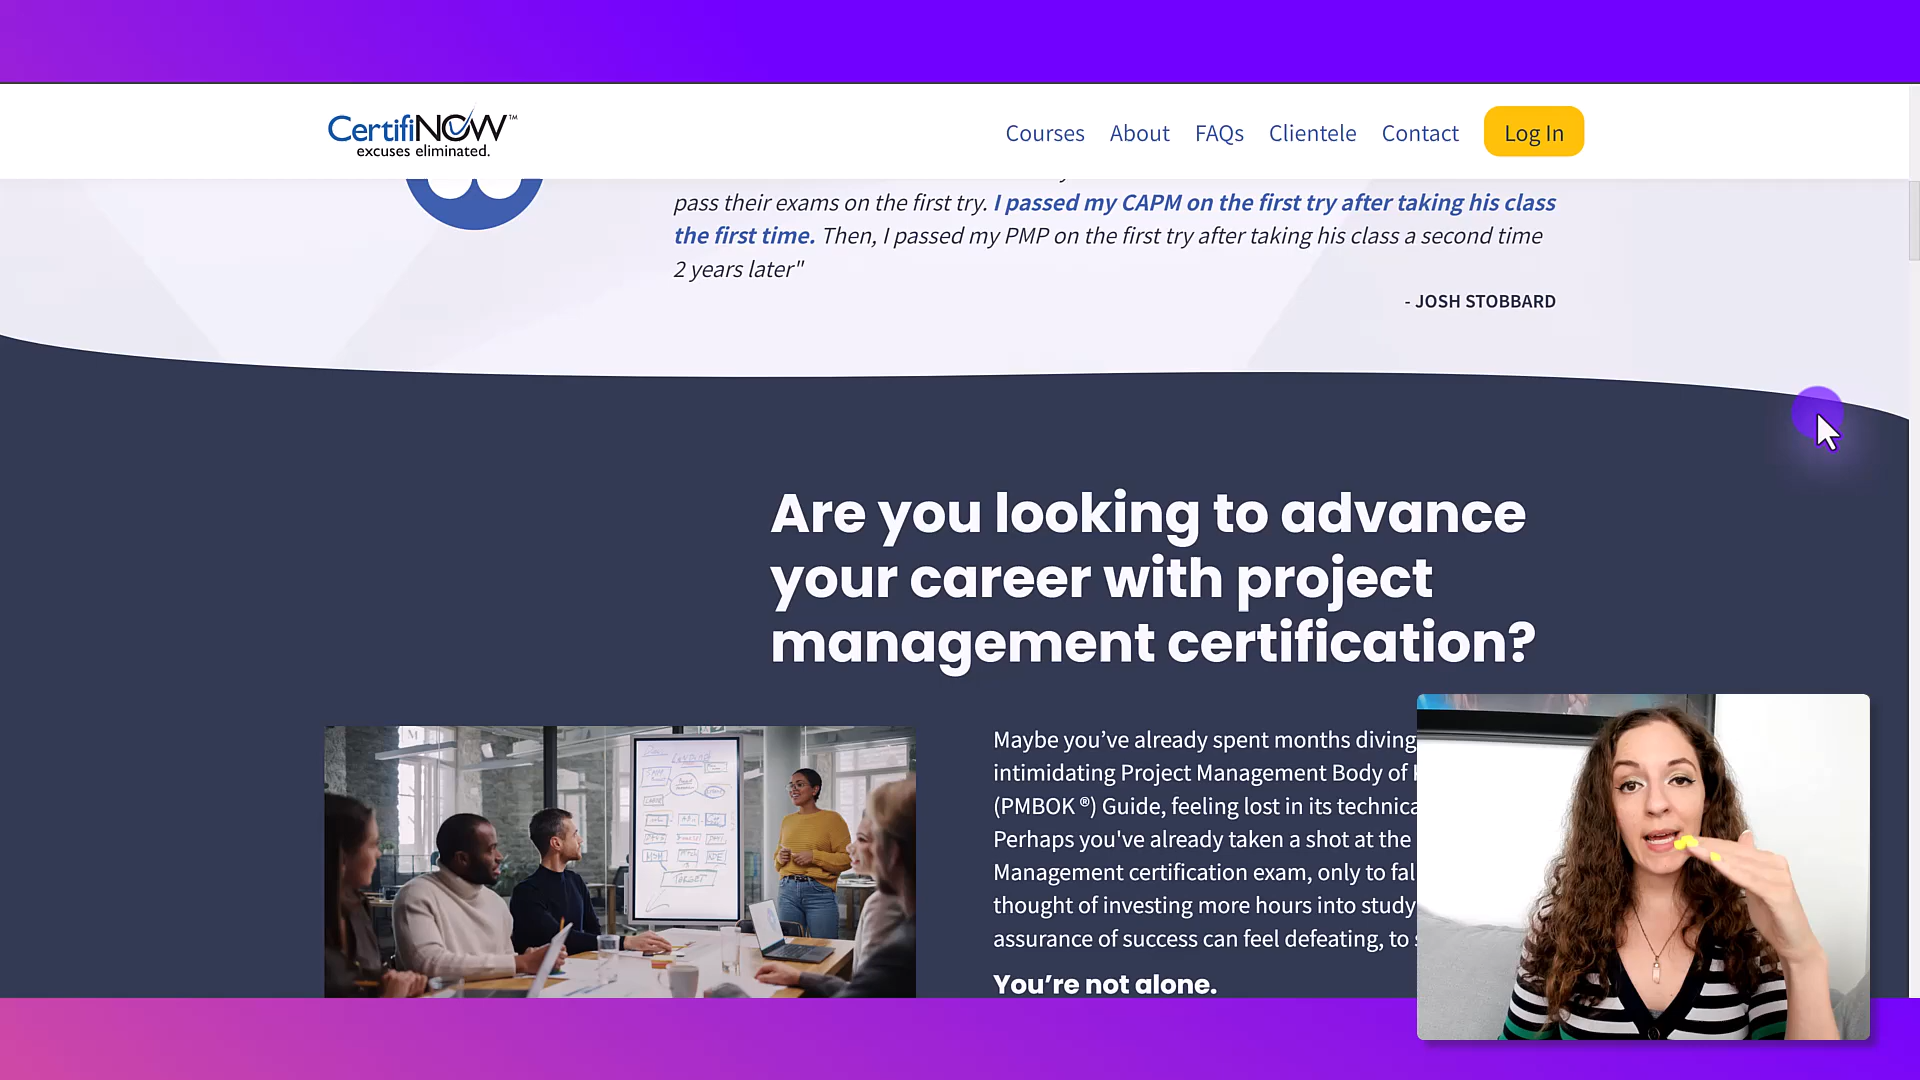 CertifiNOW™
excuses eliminated.
Courses About FAQs Clientele Contact Log In
pass their exams on the first try. I passed my CAPM on the first try after taking his class
the first time. Then, I passed my PMP on the first try after taking his class a second time
2 years later"
- JOSH STOBBARD
Are you looking to advance
your career with project
management certification?
Maybe you’ve already spent months diving
intimidating Project Management Body of
(PMBOK ®) Guide, feeling lost in its
Perhaps you've already taken a shot at the
Management certification exam, only to
thought of investing more hours into
assurance of success can feel defeating, to
You’re not alone.
TARGET